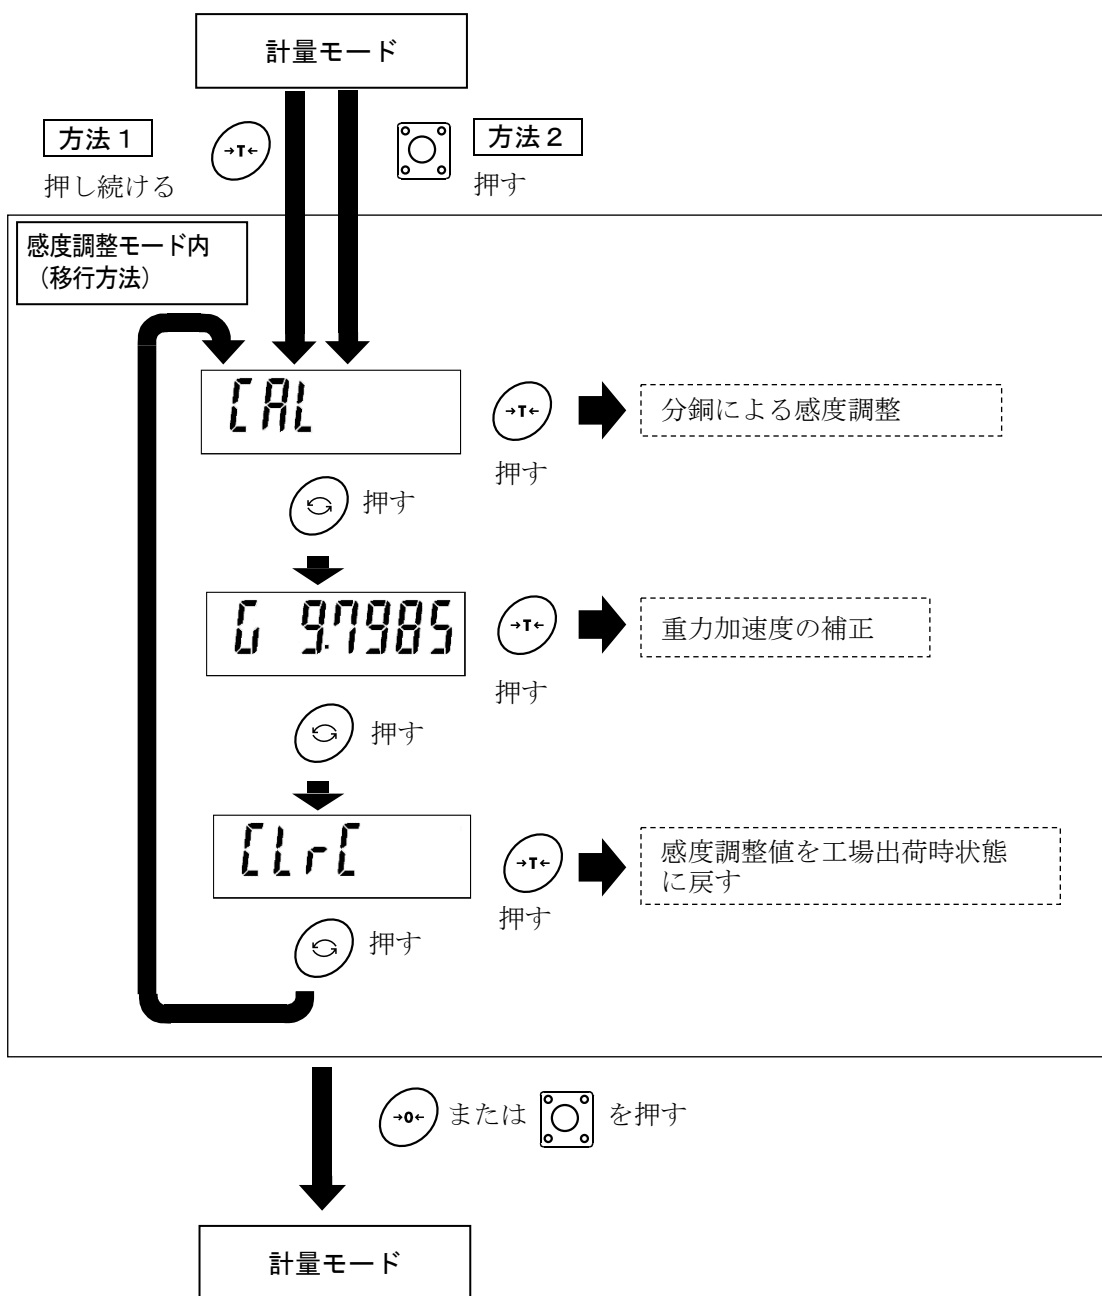 計量モード
方法１
→T←
方法２
押し続ける
押す
感度調整モード内
（移行方法）
CAL
→T←
分銅による感度調整
押す
押す
G 9.7985
→T←
重力加速度の補正
押す
押す
CLrC
→T←
感度調整値を工場出荷時状態
に戻す
押す
押す
→0← または を押す
計量モード